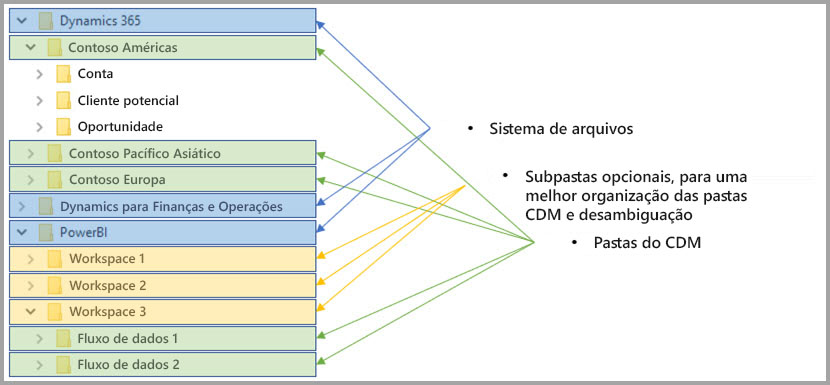 Dynamics 365
Contoso Américas
Conta
Cliente potencial
Oportunidade
Contoso Pacífico Asiático
Contoso Europa
Dynamics para Finanças e Operações
PowerBI
Workspace 1
Workspace 2
Workspace 3
Fluxo de dados 1
Fluxo de dados 2
• Sistema de arquivos
• Subpastas opcionais, para uma
melhor organização das pastas
CDM e desambiguação
• Pastas do CDM